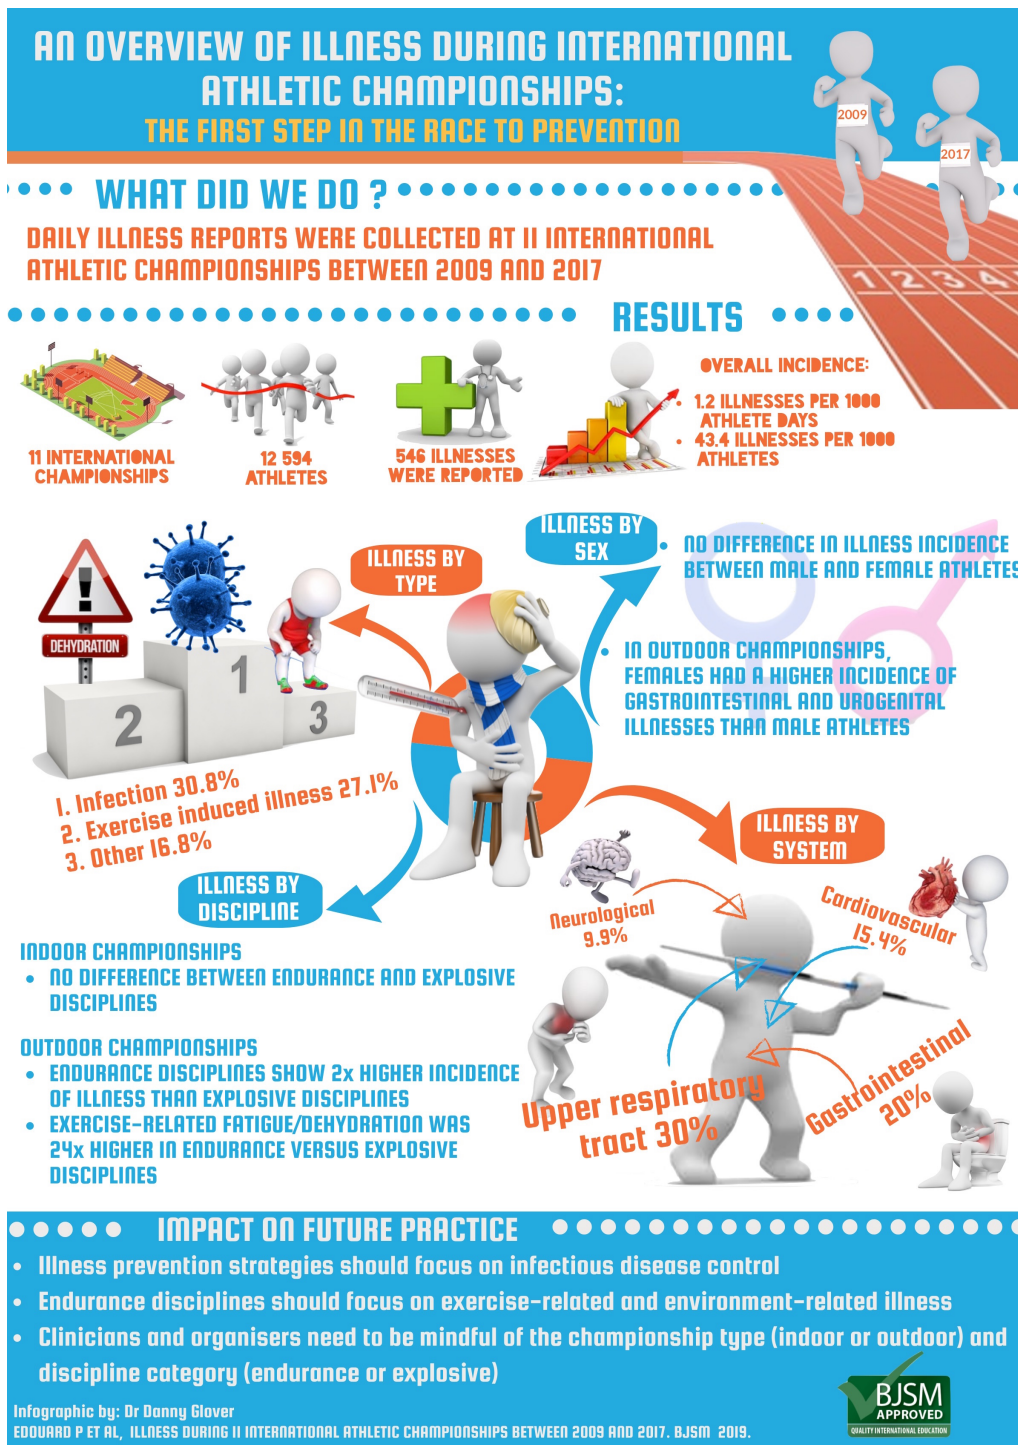 AN OVERVIEW OF ILLNESS DURING INTERNATIONAL
ATHLETIC CHAMPIONSHIPS:
THE FIRST STEP IN THE RACE TO PREVENTION
2009
2017
WHAT DID WE DO ?
DAILY ILLNESS REPORTS WERE COLLECTED AT 11 INTERNATIONAL
ATHLETIC CHAMPIONSHIPS BETWEEN 2009 AND 2017
1 2 3 4
RESULTS
OVERALL INCIDENCE:
• 1.2 ILLNESSES PER 1000
ATHLETE DAYS
• 43.4 ILLNESSES PER 1000
ATHLETES
11 INTERNATIONAL
CHAMPIONSHIPS
12 594
ATHLETES
546 ILLNESSES
WERE REPORTED
ILLNESS BY
SEX
• NO DIFFERENCE IN ILLNESS INCIDENCE
BETWEEN MALE AND FEMALE ATHLETES
• IN OUTDOOR CHAMPIONSHIPS,
FEMALES HAD A HIGHER INCIDENCE OF
GASTROINTESTINAL AND UROGENITAL
ILLNESSES THAN MALE ATHLETES
ILLNESS BY
TYPE
DEHYDRATION
1
2
3
1. Infection 30.8%
2. Exercise induced illness 27.1%
3. Other 16.8%
ILLNESS BY
SYSTEM
Neurological
9.9%
Cardiovascular
15.4%
Upper respiratory
tract 30%
Gastrointestinal
20%
ILLNESS BY
DISCIPLINE
INDOOR CHAMPIONSHIPS
• NO DIFFERENCE BETWEEN ENDURANCE AND EXPLOSIVE
DISCIPLINES
OUTDOOR CHAMPIONSHIPS
• ENDURANCE DISCIPLINES SHOW 2x HIGHER INCIDENCE
OF ILLNESS THAN EXPLOSIVE DISCIPLINES
• EXERCISE-RELATED FATIGUE/DEHYDRATION WAS
24x HIGHER IN ENDURANCE VERSUS EXPLOSIVE
DISCIPLINES
IMPACT ON FUTURE PRACTICE
• Illness prevention strategies should focus on infectious disease control
• Endurance disciplines should focus on exercise-related and environment-related illness
• Clinicians and organisers need to be mindful of the championship type (indoor or outdoor) and
discipline category (endurance or explosive)
Infographic by: Dr Danny Glover
EDOUARD P ET AL, ILLNESS DURING 11 INTERNATIONAL ATHLETIC CHAMPIONSHIPS BETWEEN 2009 AND 2017. BJSM 2019.
BJSM
APPROVED
QUALITY INTERNATIONAL EDUCATION